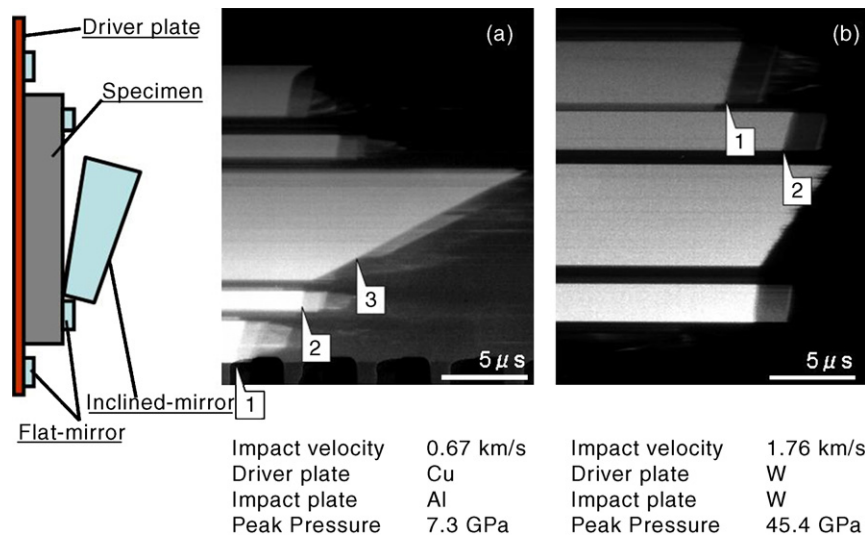 Driver plate
Specimen
Inclined-mirror
Flat-mirror
(a)
3
2
1
5 μs
Impact velocity 0.67 km/s
Driver plate Cu
Impact plate Al
Peak Pressure 7.3 GPa
(b)
1
2
5 μs
Impact velocity 1.76 km/s
Driver plate W
Impact plate W
Peak Pressure 45.4 GPa